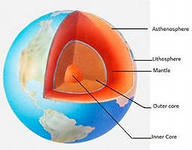 Asthenosphere
Lithosphere
Mantle
Outer core
Inner Core